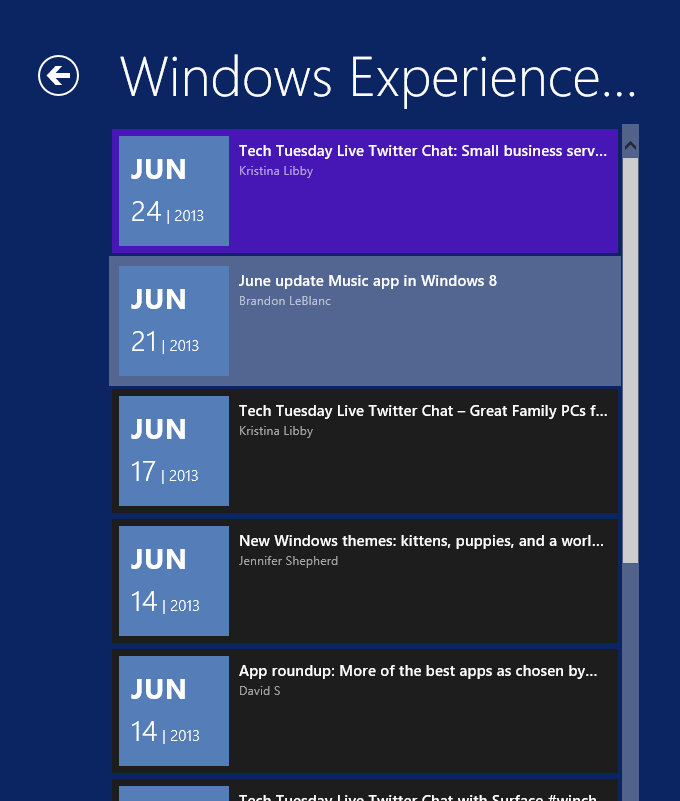 Windows Experience...
JUN
24 | 2013
Tech Tuesday Live Twitter Chat: Small business serv...
Kristina Libby
JUN
21 | 2013
June update Music app in Windows 8
Brandon LeBlanc
JUN
17 | 2013
Tech Tuesday Live Twitter Chat – Great Family PCs f...
Kristina Libby
JUN
14 | 2013
New Windows themes: kittens, puppies, and a worl...
Jennifer Shepherd
JUN
14 | 2013
App roundup: More of the best apps as chosen by...
David S
Tech Tuesday Live Twitter Chat with Surface #winch